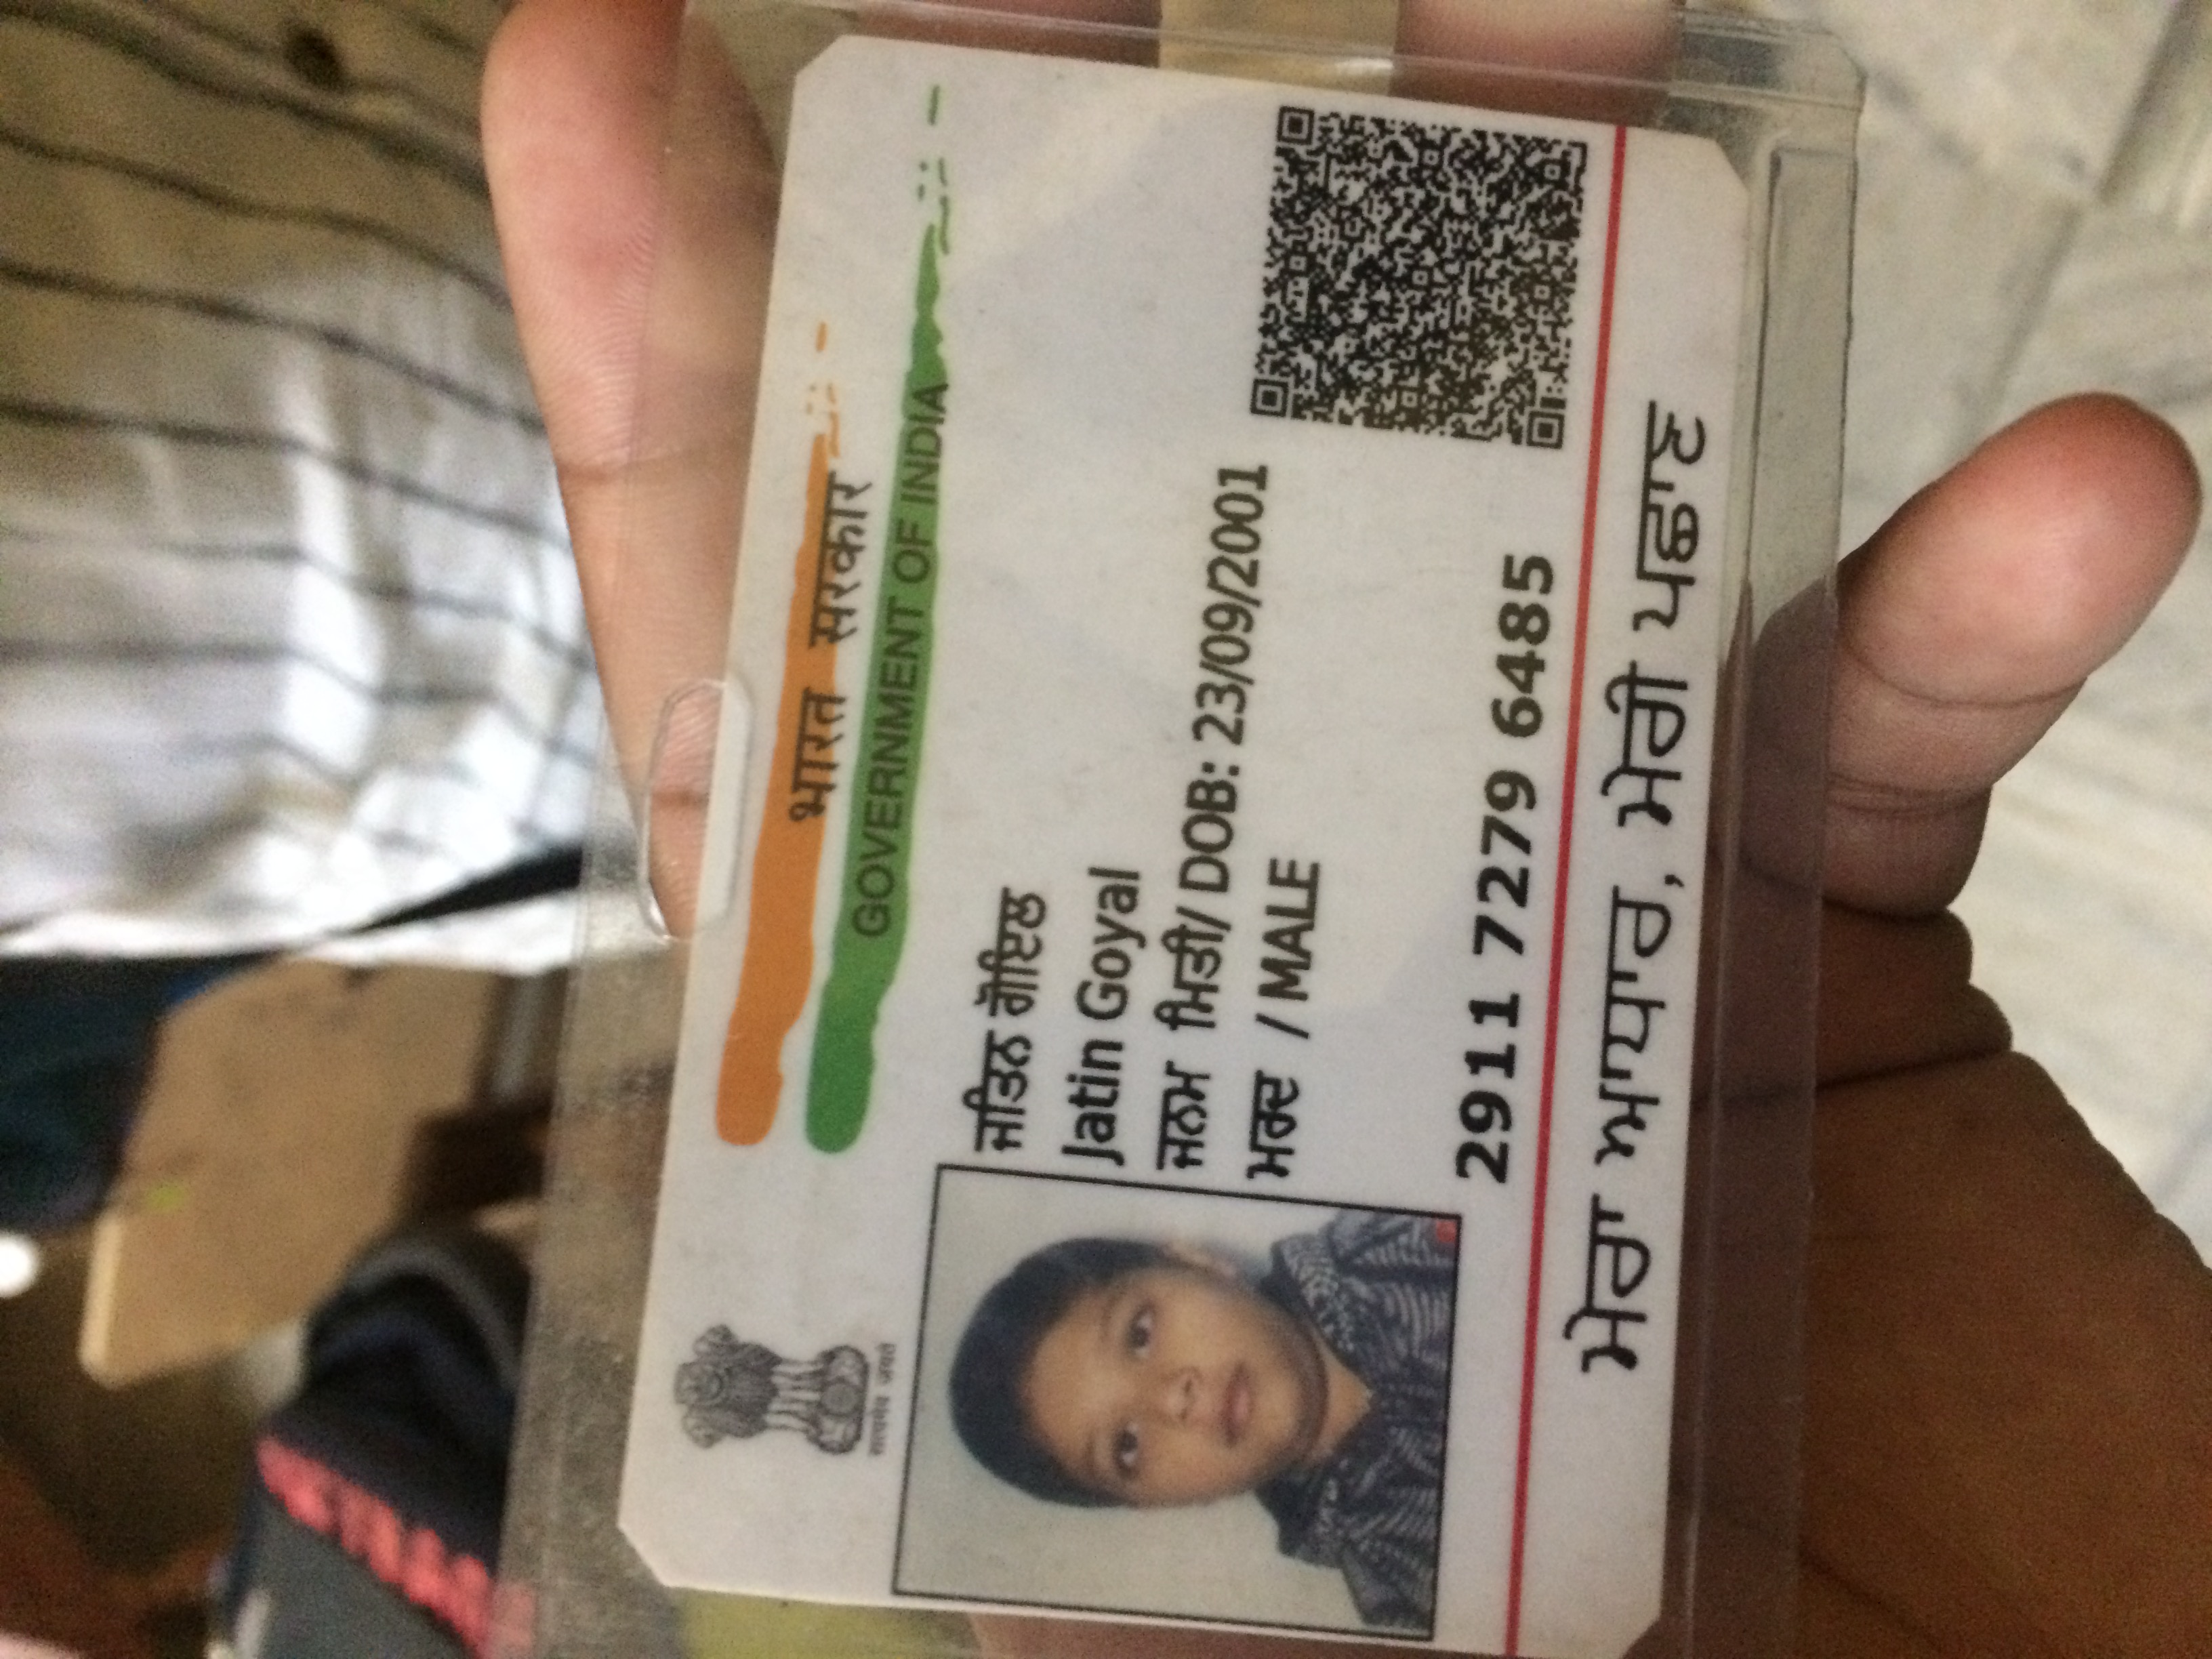 सत्यमेव जयते
भारत सरकार
GOVERNMENT OF INDIA
ਜਤਿਨ ਗੋਇਲ
Jatin Goyal
ਜਨਮ ਮਿਤੀ/ DOB: 23/09/2001
ਮਰਦ / MALE
2911 7279 6485
ਮੇਰਾ ਆਧਾਰ, ਮੇਰੀ ਪਛਾਣ